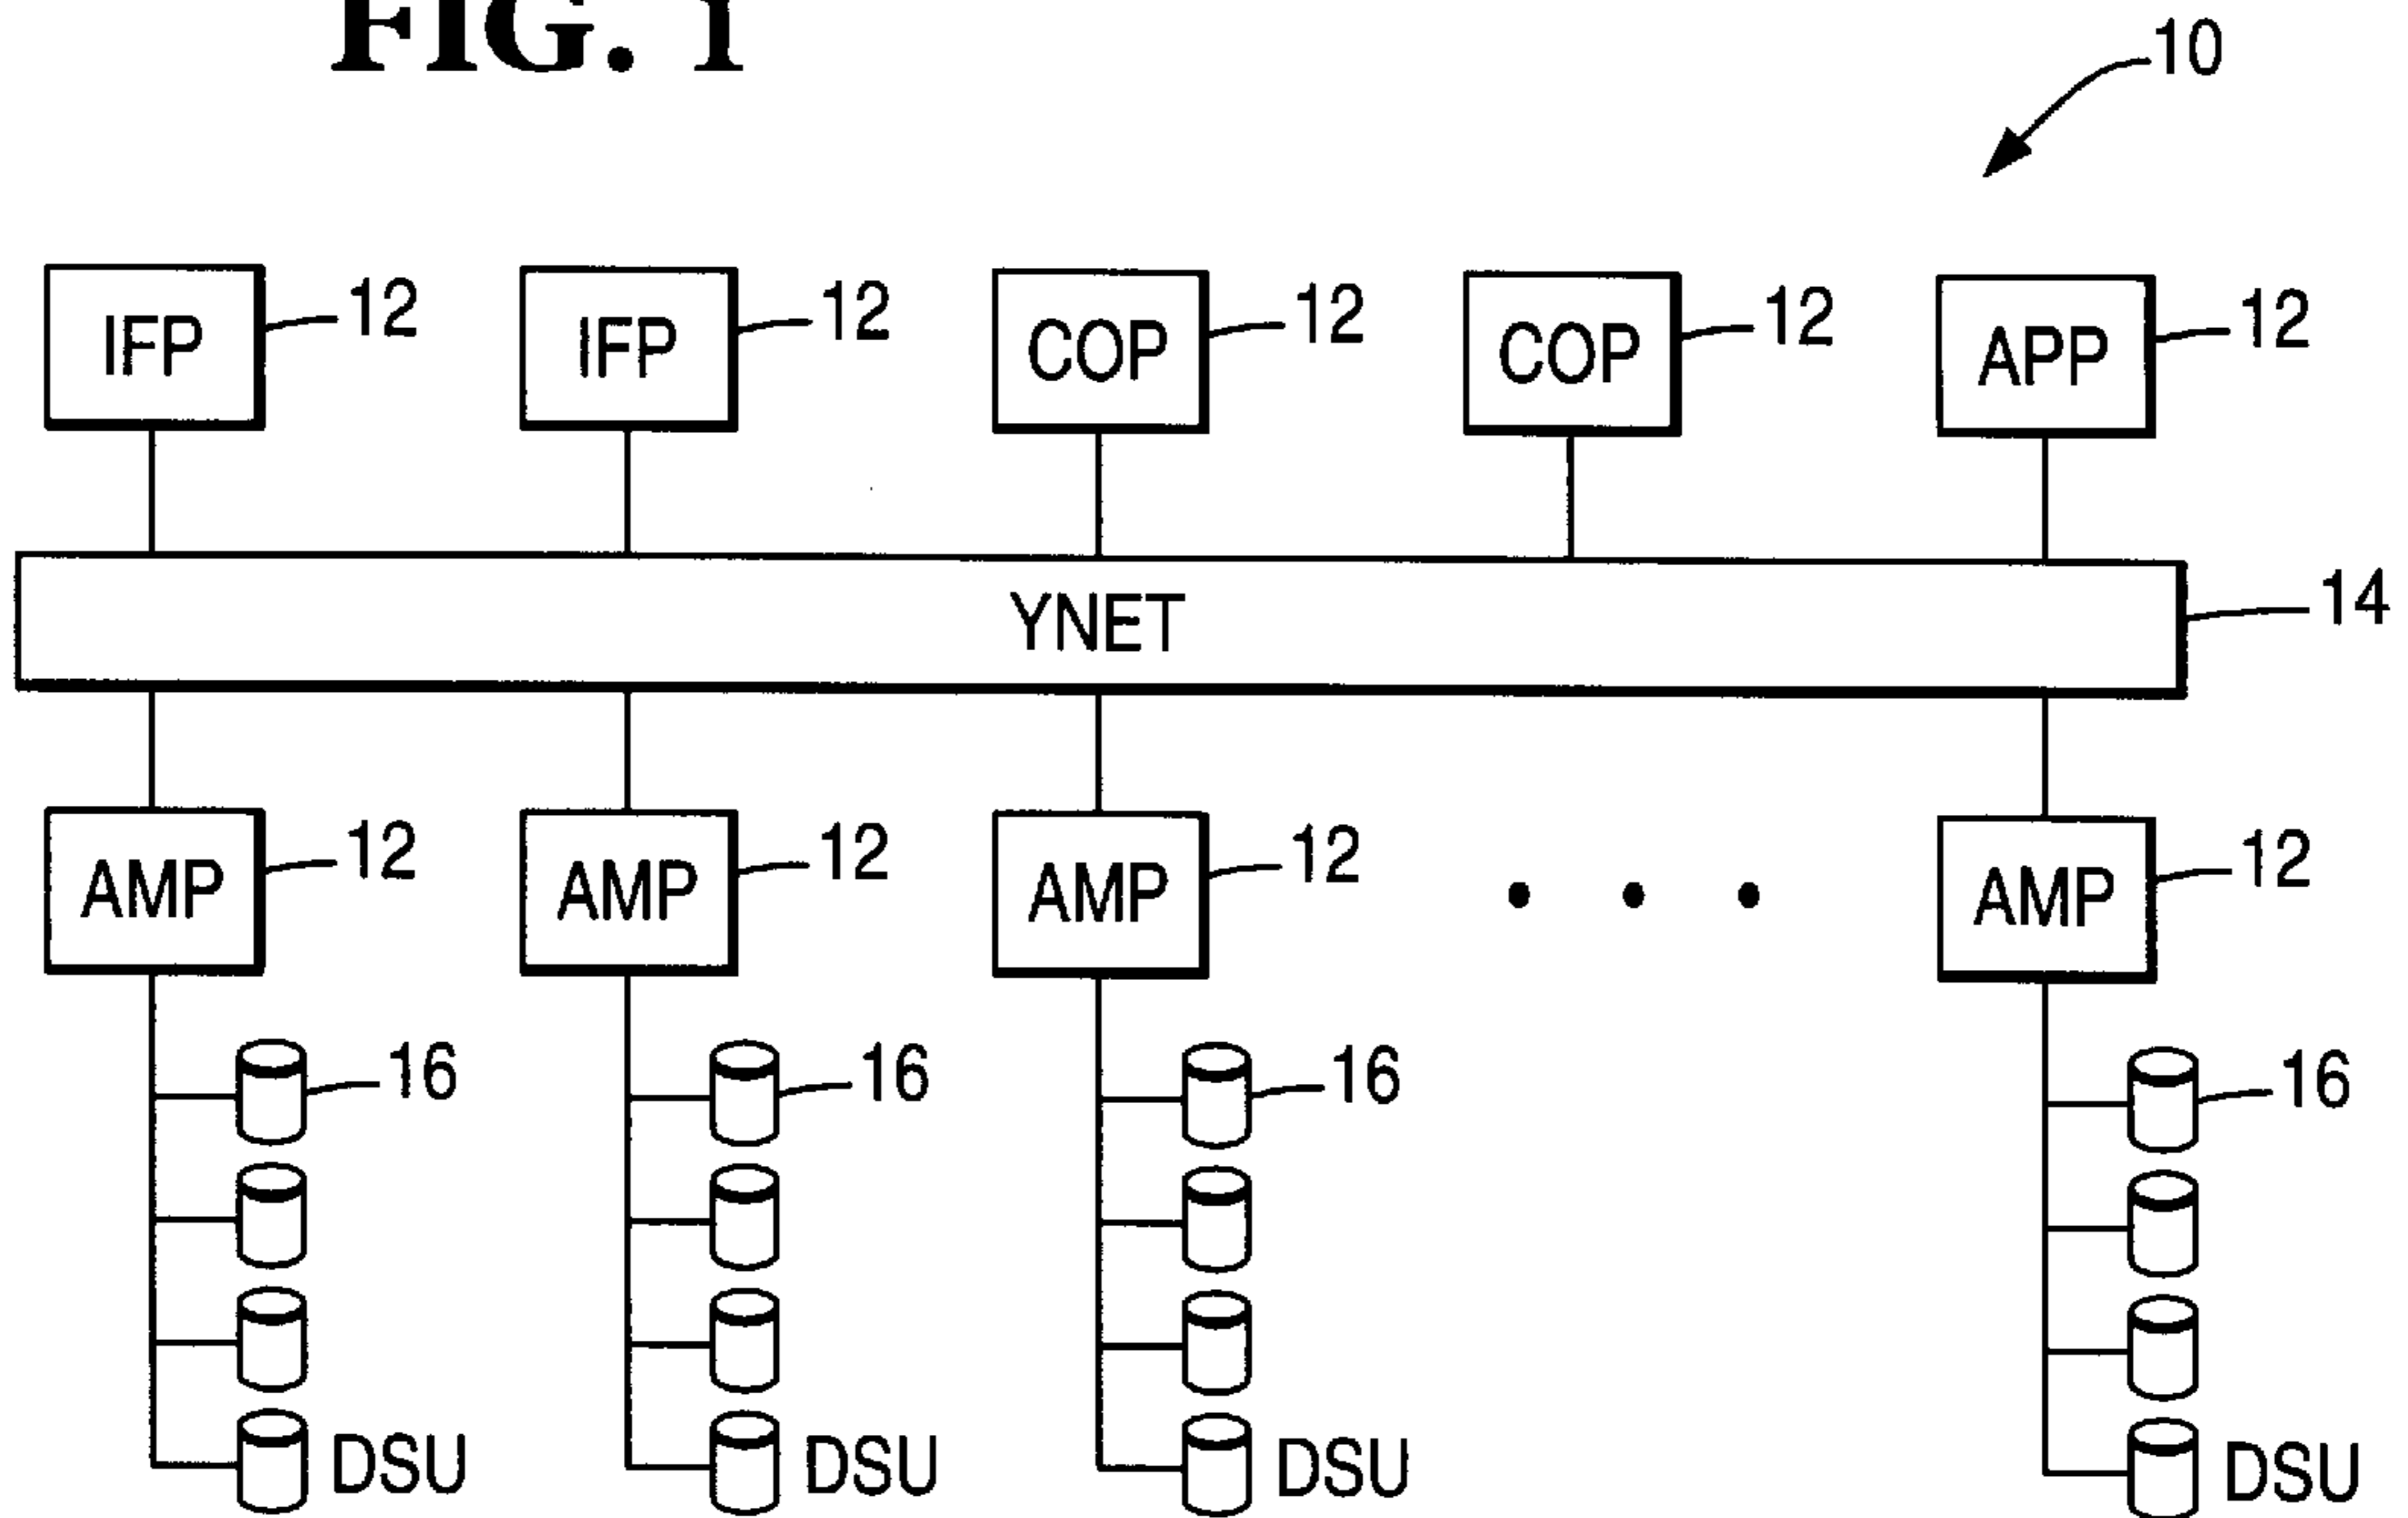 FIG. 1
10
IFP 12 IFP 12 COP 12 COP 12 APP 12
YNET 14
AMP 12 AMP 12 AMP 12 • • • AMP 12
16 16 16 16
DSU DSU DSU DSU